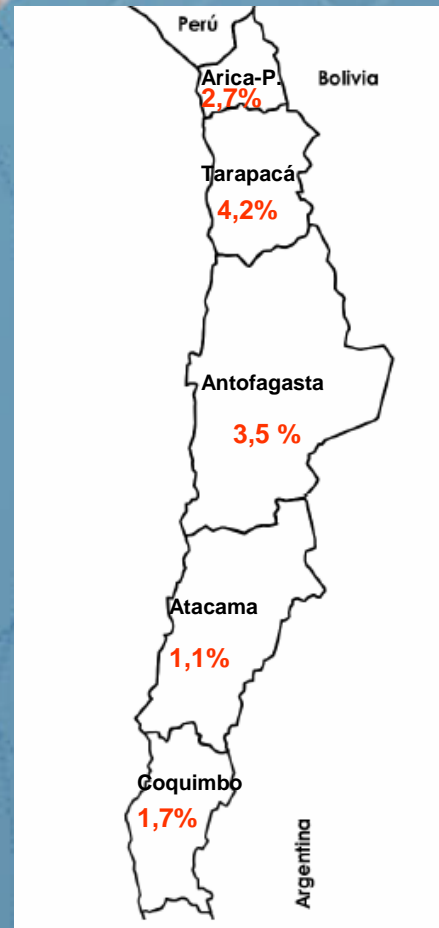 Perú
Arica-P.
Bolivia
2,7%
Tarapacá
4,2%
Antofagasta
3,5 %
Atacama
1,1%
Coquimbo
1,7%
Argentina